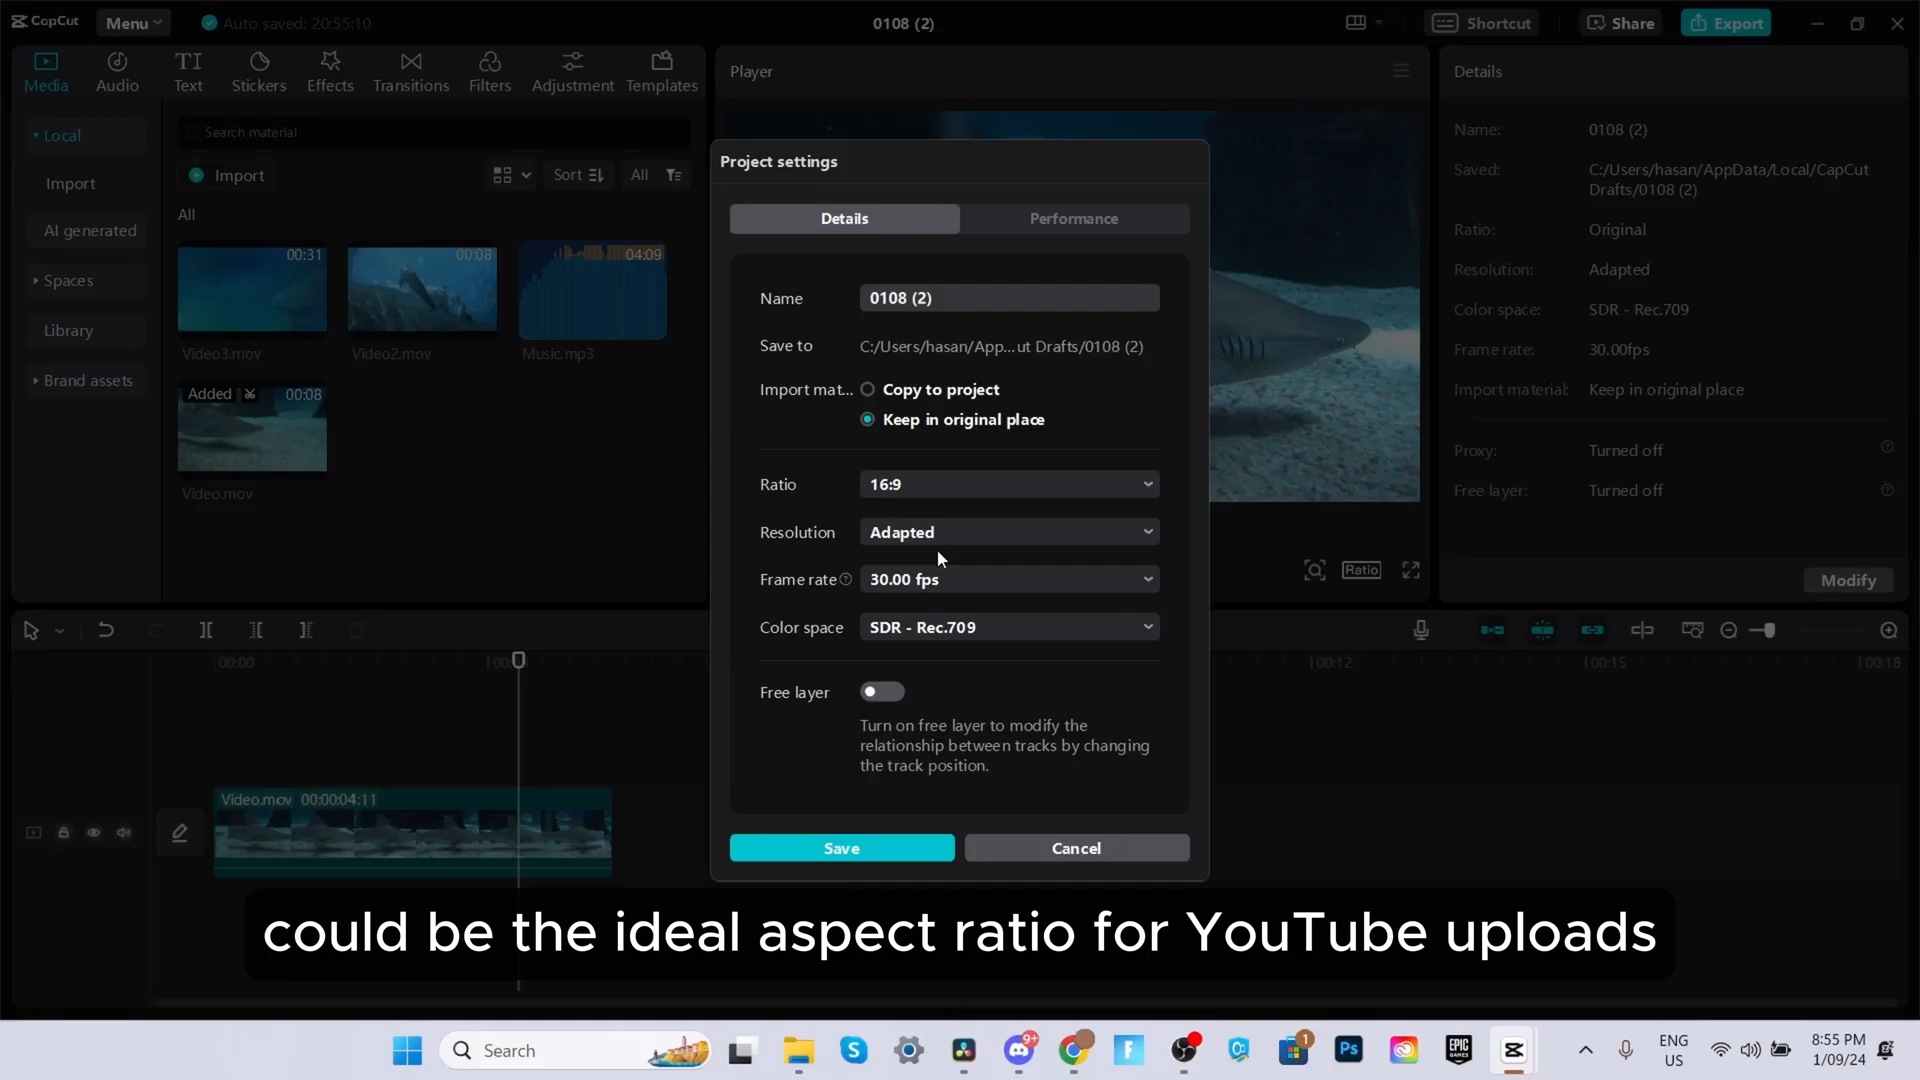 CapCut
Menu
Auto saved: 20:55:10
0108 (2)
Shortcut
Share
Export
Media
Audio
TI
Text
Stickers
Effects
Transitions
Filters
Adjustment
Templates
Player
Details
Local
Import
AI generated
Spaces
Library
Brand assets
Search material
Import
Sort
All
All
00:31
Video3.mov
00:08
Video2.mov
04:09
Music.mp3
Added
00:08
Video.mov
Project settings
Details
Performance
Name
0108 (2)
Save to
C:/Users/hasan/App...ut Drafts/0108 (2)
Import mat...
Copy to project
Keep in original place
Ratio
16:9
Resolution
Adapted
Frame rate
30.00 fps
Color space
SDR - Rec.709
Free layer
Turn on free layer to modify the
relationship between tracks by changing
the track position.
Save
Cancel
Ratio
Name:
0108 (2)
Saved:
C:/Users/hasan/AppData/Local/CapCut
Drafts/0108 (2)
Ratio:
Original
Resolution:
Adapted
Color space:
SDR - Rec.709
Frame rate:
30.00fps
Import material:
Keep in original place
Proxy:
Turned off
Free layer:
Turned off
Modify
00:00
00:12
00:15
00:18
Video.mov 00:00:04:11
could be the ideal aspect ratio for YouTube uploads
Search
9+
1
Ps
EPIC
GAMES
ENG
US
8:55 PM
1/09/24